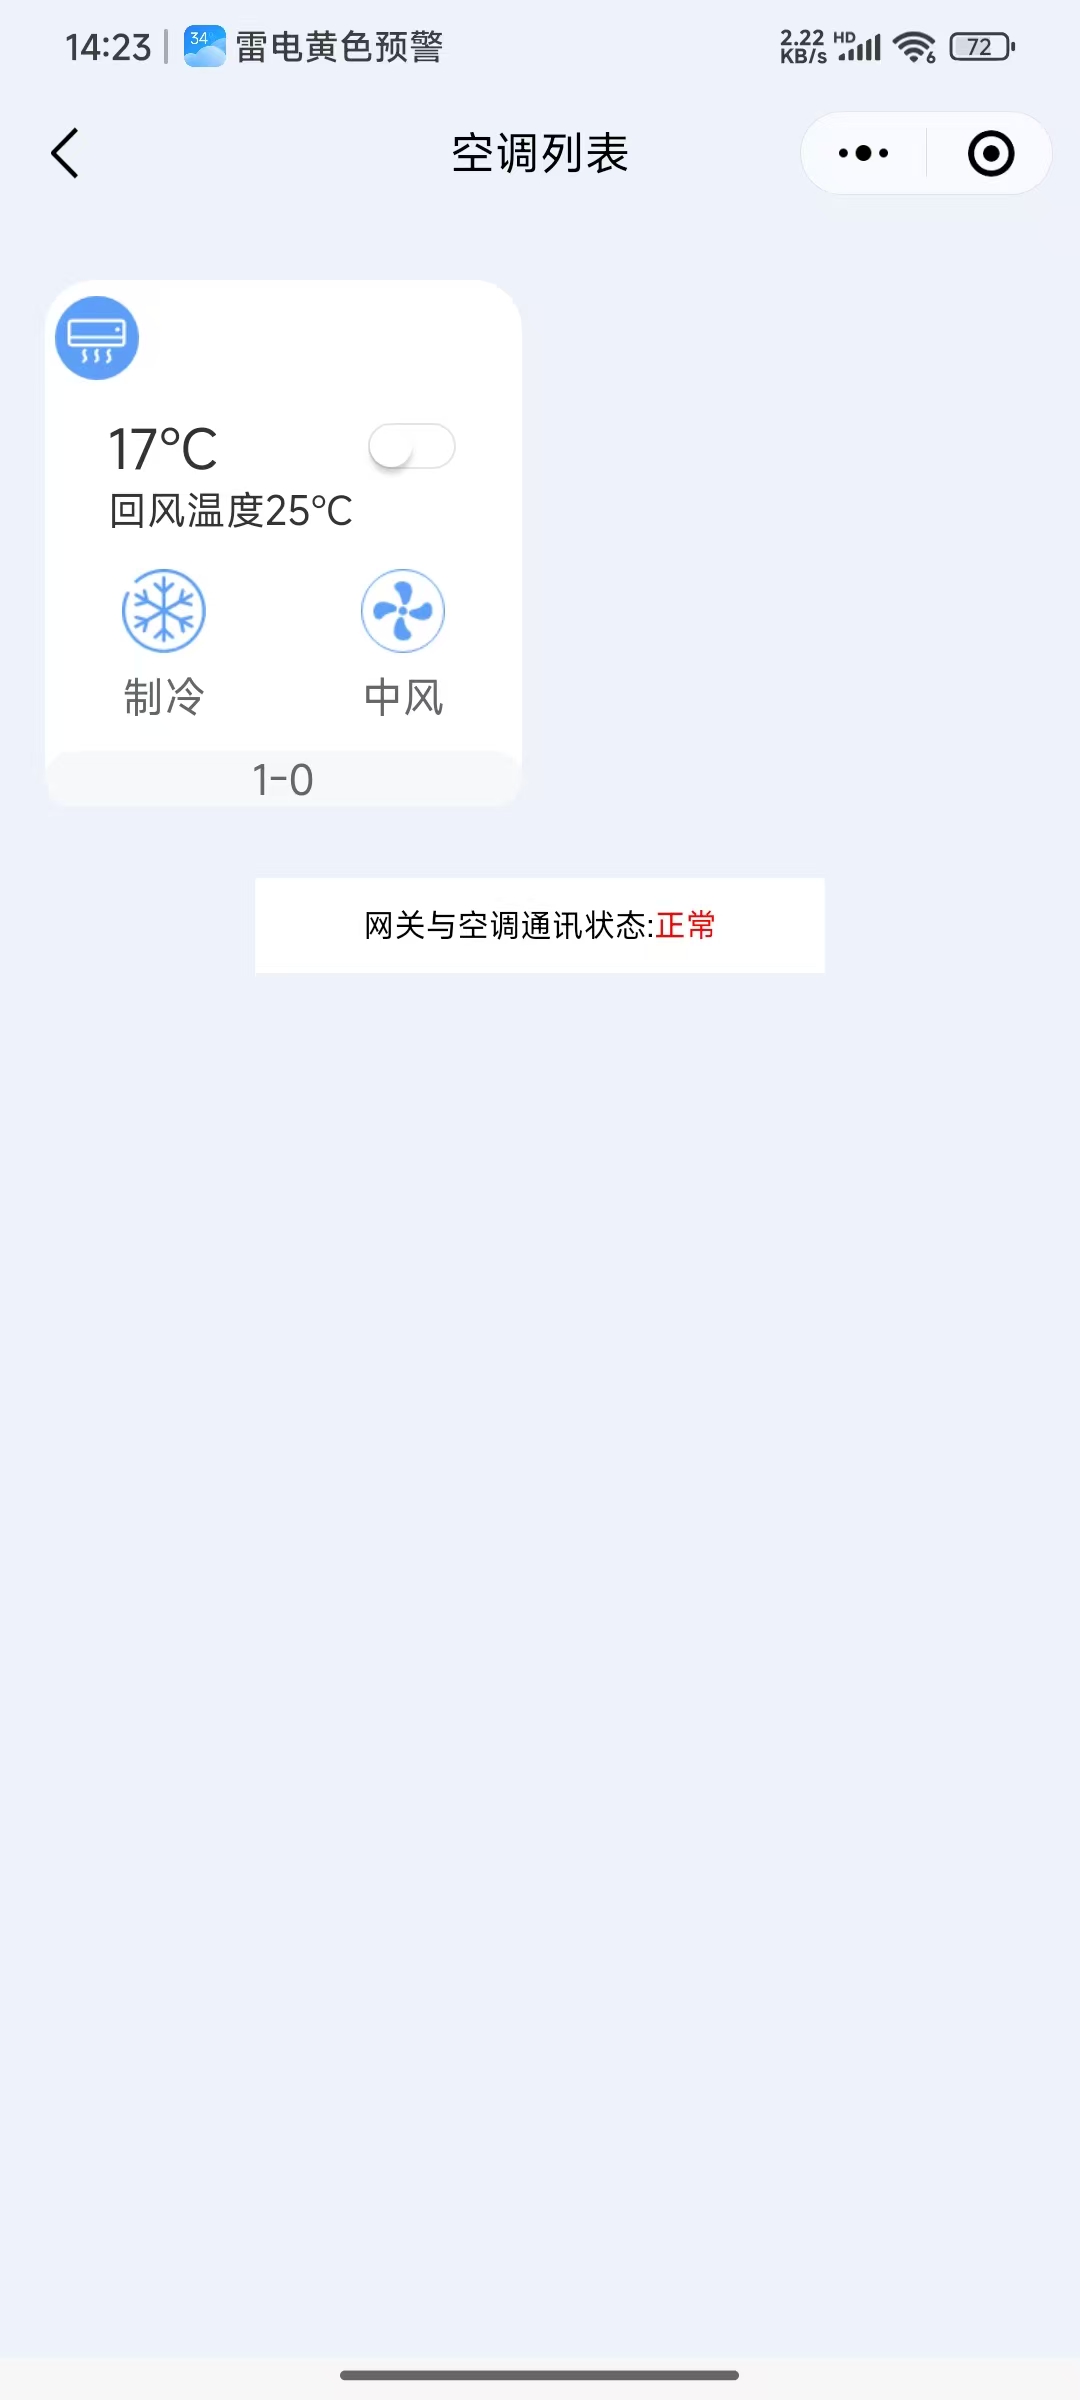 14:23
34°
雷电黄色预警
2.22 KB/s
HD
6
72
空调列表
17°C
回风温度25°C
制冷
中风
1-0
网关与空调通讯状态:正常